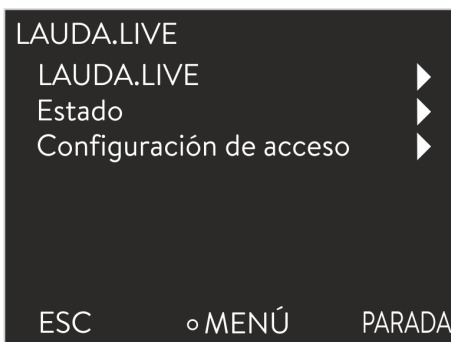 LAUDA.LIVE
LAUDA.LIVE
Estado
Configuración de acceso
ESC MENÚ PARADA